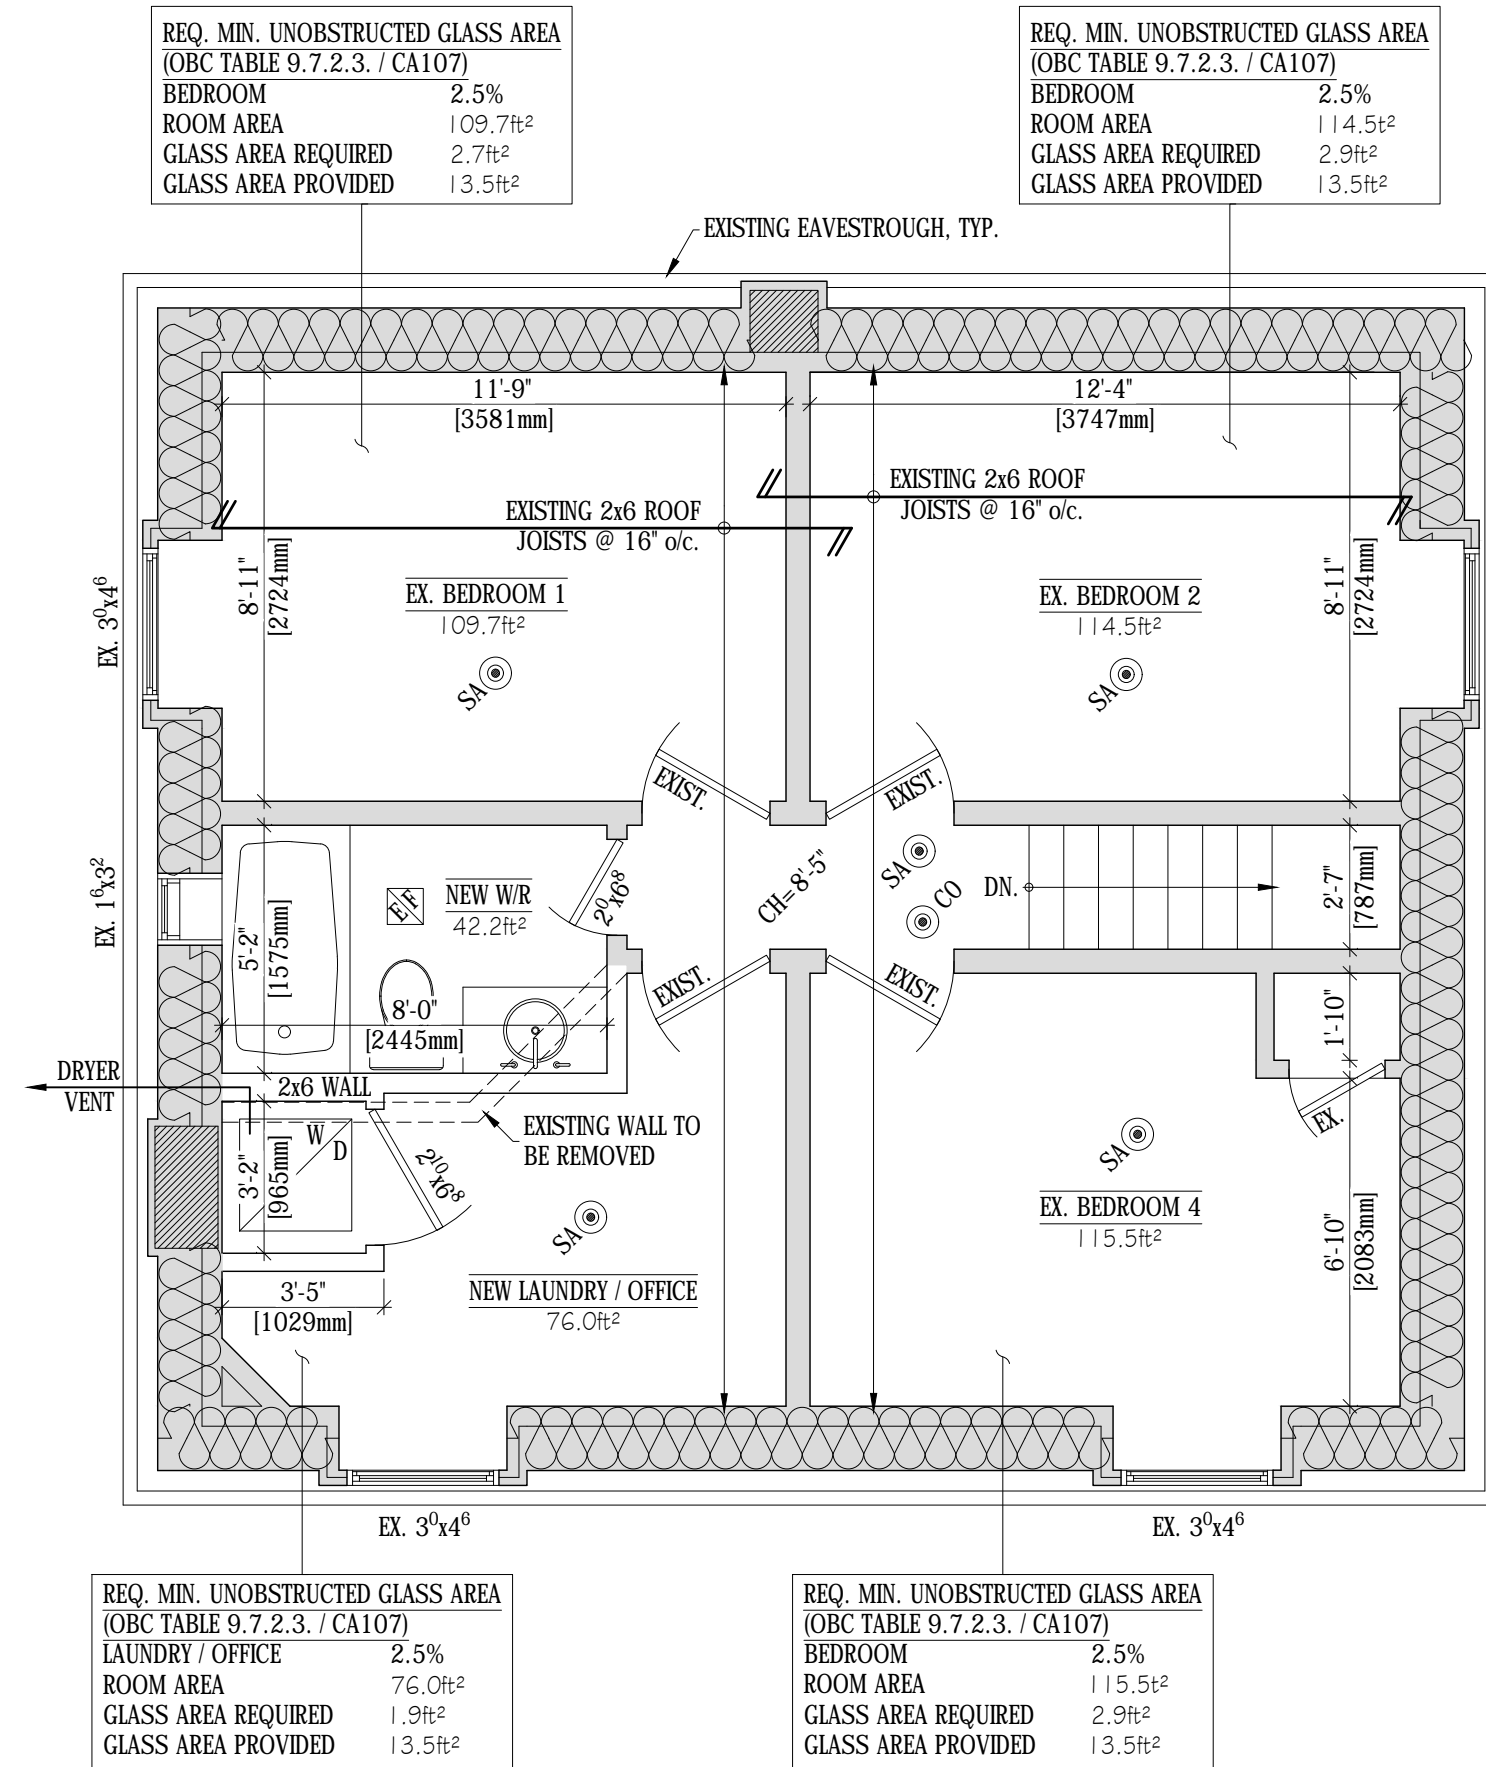 REQ. MIN. UNOBSTRUCTED GLASS AREA
(OBC TABLE 9.7.2.3. / CA107)
BEDROOM 2.5%
ROOM AREA 109.7ft²
GLASS AREA REQUIRED 2.7ft²
GLASS AREA PROVIDED 13.5ft²
REQ. MIN. UNOBSTRUCTED GLASS AREA
(OBC TABLE 9.7.2.3. / CA107)
BEDROOM 2.5%
ROOM AREA 114.5t²
GLASS AREA REQUIRED 2.9ft²
GLASS AREA PROVIDED 13.5ft²
EXISTING EAVESTROUGH, TYP.
11'-9"
[3581mm]
12'-4"
[3747mm]
EXISTING 2x6 ROOF
JOISTS @ 16" o/c.
EXISTING 2x6 ROOF
JOISTS @ 16" o/c.
EX. 3⁰x4⁶
8'-11"
[2724mm]
EX. BEDROOM 1
109.7ft²
SA
EX. BEDROOM 2
114.5ft²
SA
8'-11"
[2724mm]
EXIST.
EXIST.
EX. 1⁶x3²
5'-2"
[1575mm]
E/F
NEW W/R
42.2ft²
2⁰x6⁸
CH=8'-5"
SA
CO
DN.
2'-7"
[787mm]
8'-0"
[2445mm]
EXIST.
EXIST.
1'-10"
EX.
DRYER
VENT
2x6 WALL
W
D
3'-2"
[965mm]
2¹⁰x6⁸
EXISTING WALL TO
BE REMOVED
SA
NEW LAUNDRY / OFFICE
76.0ft²
3'-5"
[1029mm]
SA
EX. BEDROOM 4
115.5ft²
6'-10"
[2083mm]
EX. 3⁰x4⁶
EX. 3⁰x4⁶
REQ. MIN. UNOBSTRUCTED GLASS AREA
(OBC TABLE 9.7.2.3. / CA107)
LAUNDRY / OFFICE 2.5%
ROOM AREA 76.0ft²
GLASS AREA REQUIRED 1.9ft²
GLASS AREA PROVIDED 13.5ft²
REQ. MIN. UNOBSTRUCTED GLASS AREA
(OBC TABLE 9.7.2.3. / CA107)
BEDROOM 2.5%
ROOM AREA 115.5t²
GLASS AREA REQUIRED 2.9ft²
GLASS AREA PROVIDED 13.5ft²